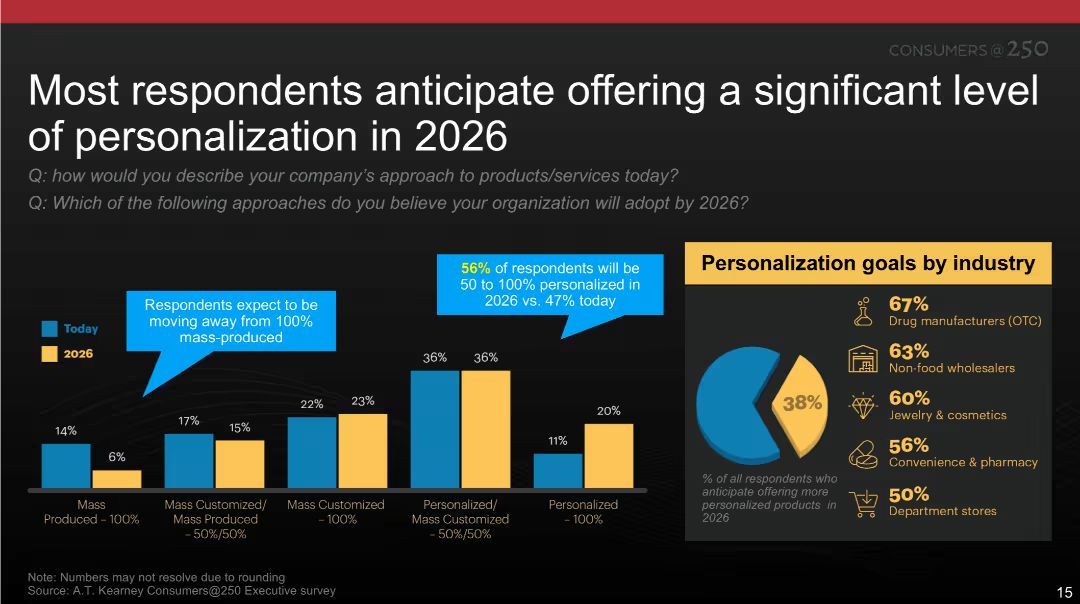 CONSUMERS@250
Most respondents anticipate offering a significant level
of personalization in 2026
Q: how would you describe your company's approach to products/services today?
Q: Which of the following approaches do you believe your organization will adopt by 2026?
Today
2026
Respondents expect to be
moving away from 100%
mass-produced
56% of respondents will be
50 to 100% personalized in
2026 vs. 47% today
14%
6%
17%
15%
22%
23%
36%
36%
11%
20%
Mass
Produced – 100%
Mass Customized/
Mass Produced
– 50%/50%
Mass Customized
– 100%
Personalized/
Mass Customized
– 50%/50%
Personalized
– 100%
Personalization goals by industry
38%
% of all respondents who
anticipate offering more
personalized products in
2026
67%
Drug manufacturers (OTC)
63%
Non-food wholesalers
60%
Jewelry & cosmetics
56%
Convenience & pharmacy
50%
Department stores
Note: Numbers may not resolve due to rounding
Source: A.T. Kearney Consumers@250 Executive survey
15